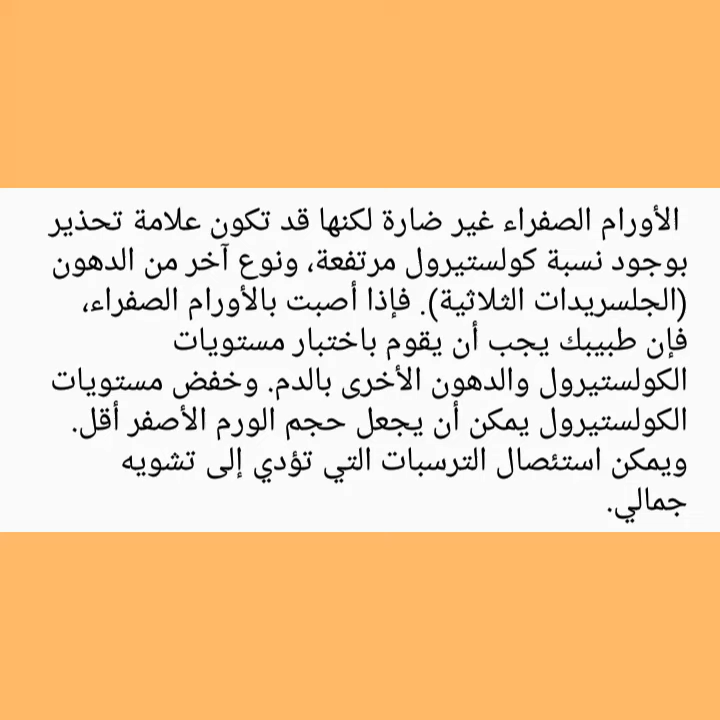 الأورام الصفراء غير ضارة لكنها قد تكون علامة تحذير
بوجود نسبة كولستيرول مرتفعة، ونوع آخر من الدهون
(الجلسريدات الثلاثية). فإذا أصبت بالأورام الصفراء،
فإن طبيبك يجب أن يقوم باختبار مستويات
الكولستيرول والدهون الأخرى بالدم. وخفض مستويات
الكولستيرول يمكن أن يجعل حجم الورم الأصفر أقل.
ويمكن استئصال الترسبات التي تؤدي إلى تشويه
جمالي.